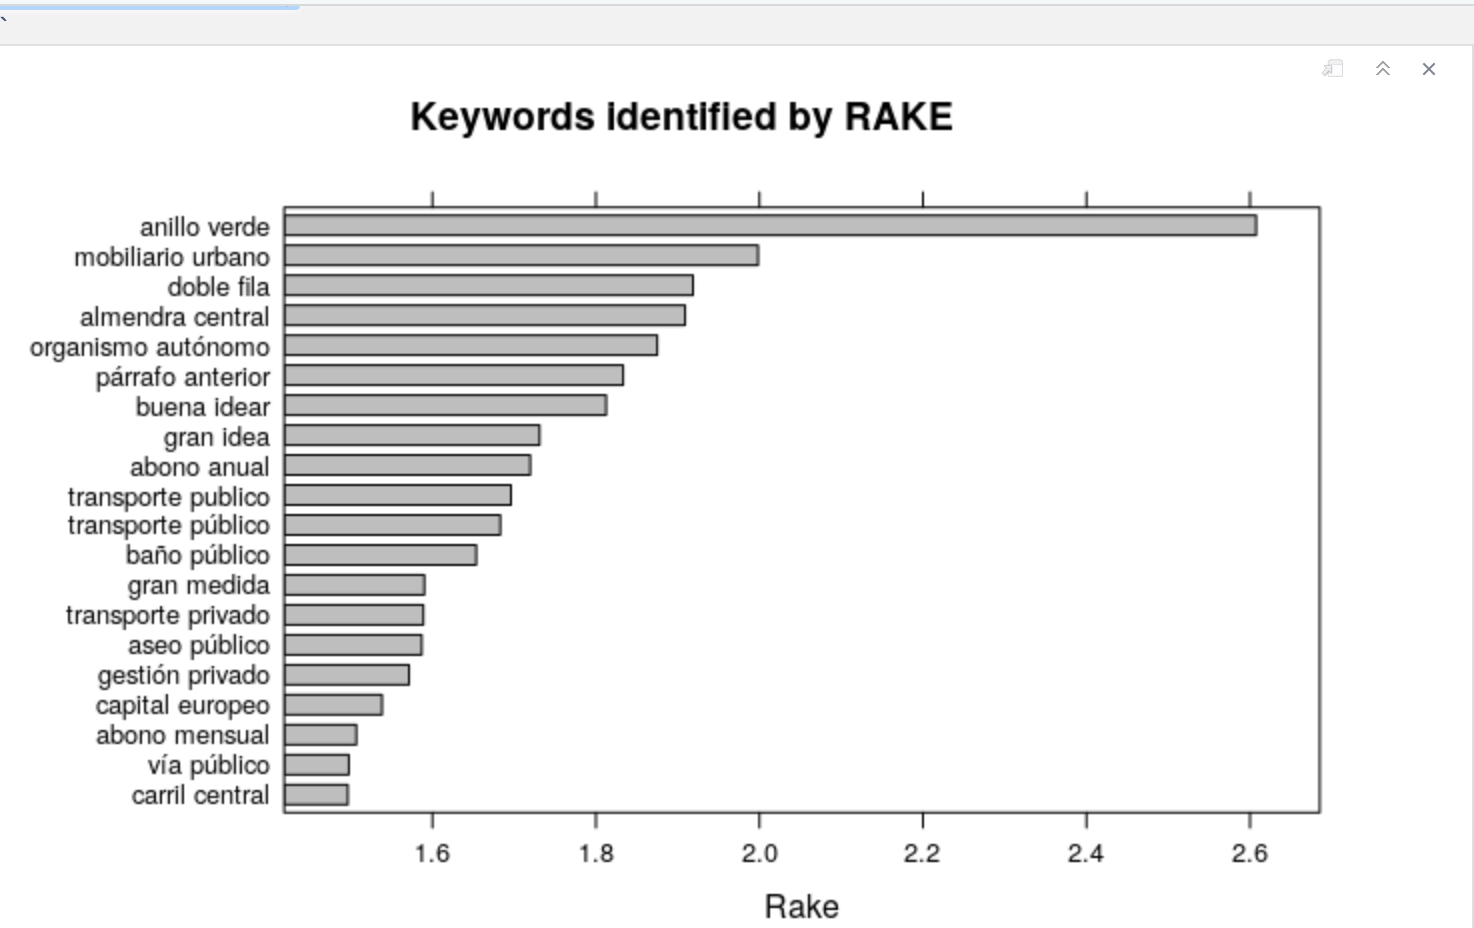 `
Keywords identified by RAKE
anillo verde
mobiliario urbano
doble fila
almendra central
organismo autónomo
párrafo anterior
buena idear
gran idea
abono anual
transporte publico
transporte público
baño público
gran medida
transporte privado
aseo público
gestión privado
capital europeo
abono mensual
vía público
carril central
1.6 1.8 2.0 2.2 2.4 2.6
Rake